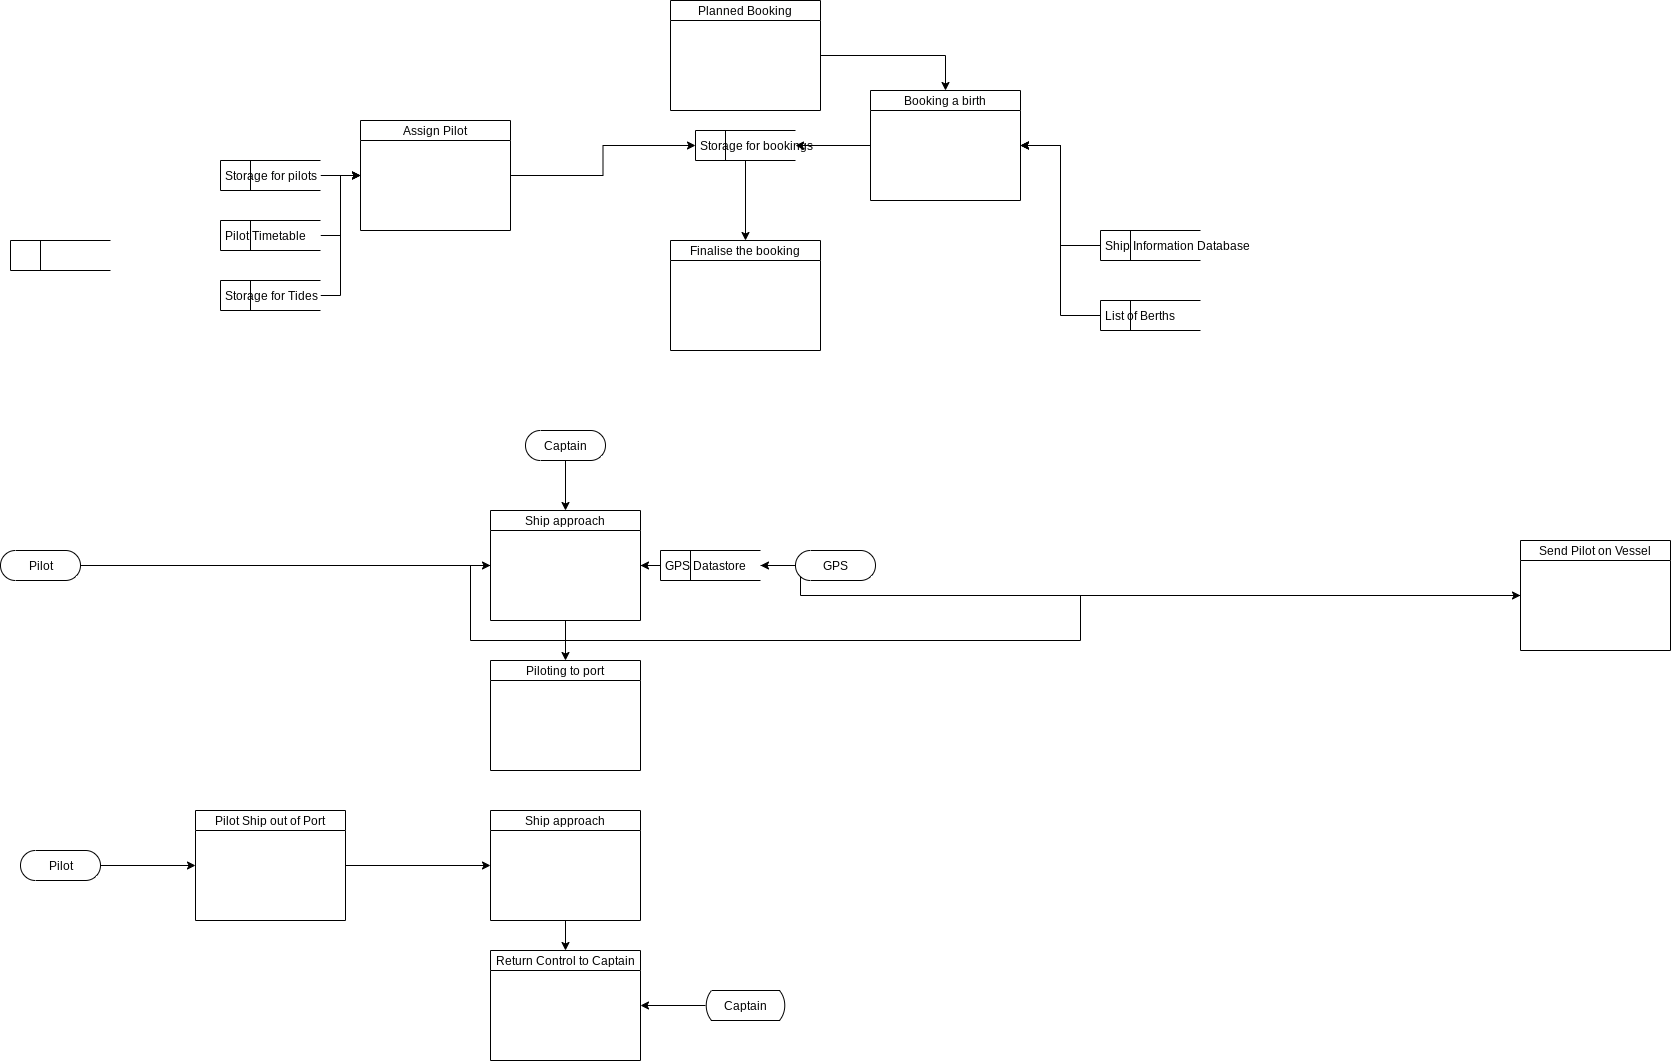 Planned Booking
Booking a birth
Assign Pilot
Storage for bookings
Storage for pilots
Pilot Timetable
Finalise the booking
Ship Information Database
Storage for Tides
List of Berths
Captain
Ship approach
Pilot
GPS Datastore
GPS
Send Pilot on Vessel
Piloting to port
Pilot Ship out of Port
Ship approach
Pilot
Return Control to Captain
Captain